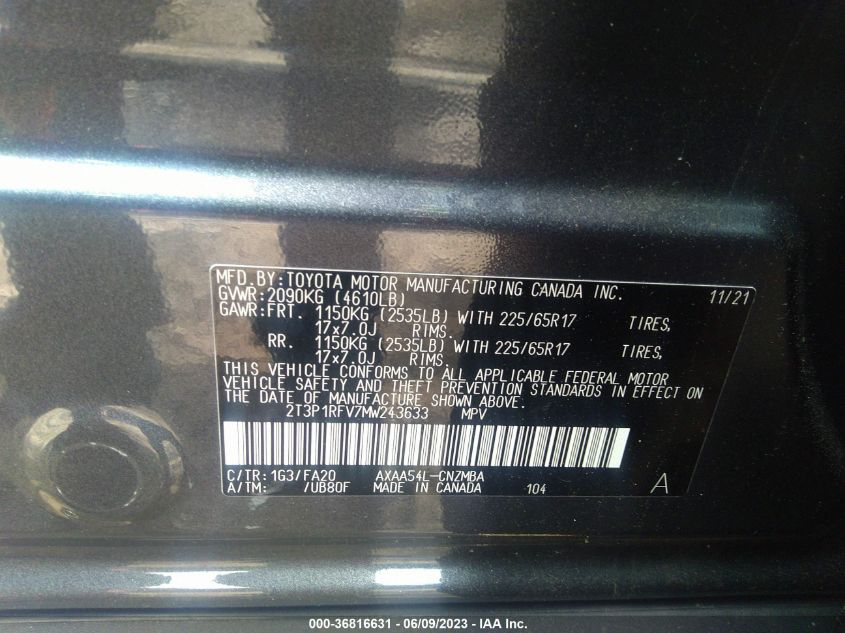 MFD.BY:TOYOTA MOTOR MANUFACTURING CANADA INC. 11/21
GVWR:2090KG (4610LB)
GAWR:FRT. 1150KG (2535LB) WITH 225/65R17 TIRES,
17x7.0J RIMS.
RR. 1150KG (2535LB) WITH 225/65R17 TIRES,
17x7.0J RIMS.
THIS VEHICLE CONFORMS TO ALL APPLICABLE FEDERAL MOTOR
VEHICLE SAFETY AND THEFT PREVENTION STANDARDS IN EFFECT ON
THE DATE OF MANUFACTURE SHOWN ABOVE.
2T3P1RFV7MW243633 MPV
C/TR:1G3/FA20 AXAA54L-CNZMBA
A/TM: /UB80F MADE IN CANADA 104 A
000-36816631 - 06/09/2023 - IAA Inc.